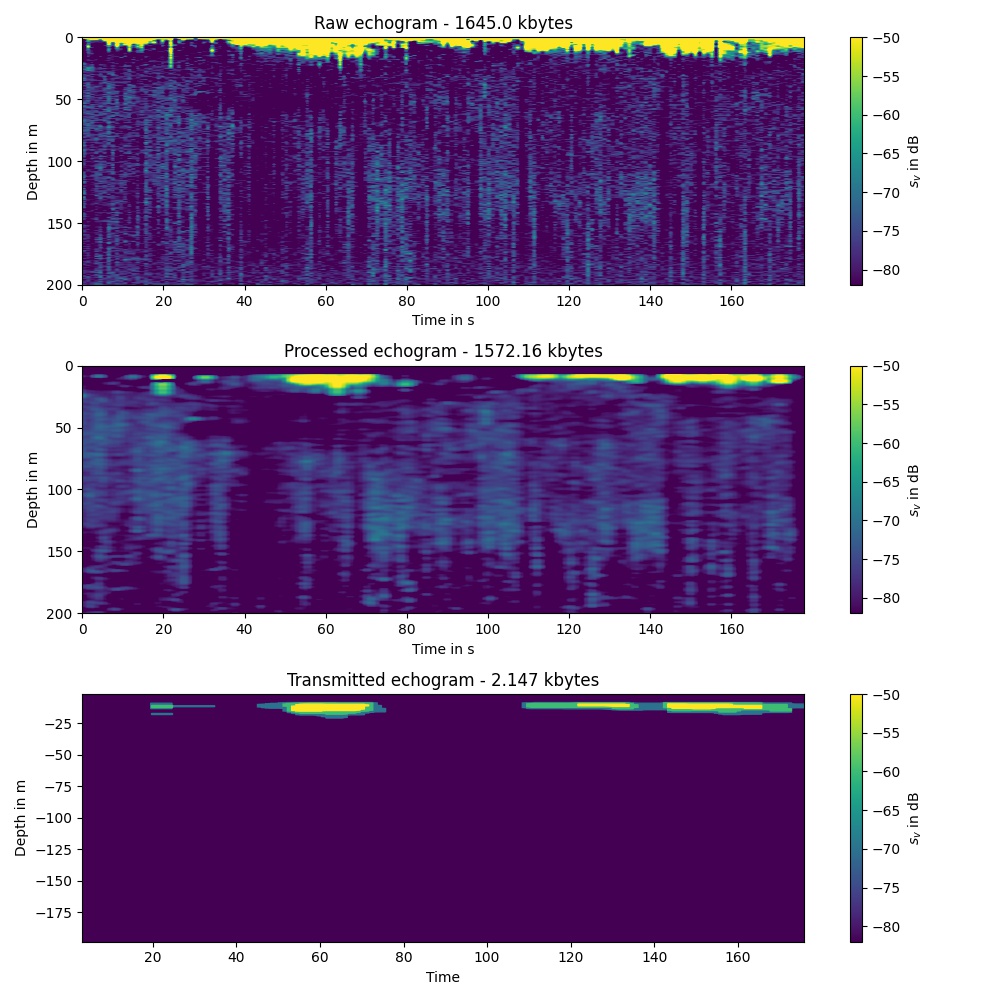 Raw echogram - 1645.0 kbytes
0
50
100
150
200
Depth in m
0 20 40 60 80 100 120 140 160
Time in s
−50
−55
−60
−65
−70
−75
−80
sv in dB
Processed echogram - 1572.16 kbytes
0
50
100
150
200
Depth in m
0 20 40 60 80 100 120 140 160
Time in s
−50
−55
−60
−65
−70
−75
−80
sv in dB
Transmitted echogram - 2.147 kbytes
−25
−50
−75
−100
−125
−150
−175
Depth in m
20 40 60 80 100 120 140 160
Time
−50
−55
−60
−65
−70
−75
−80
sv in dB